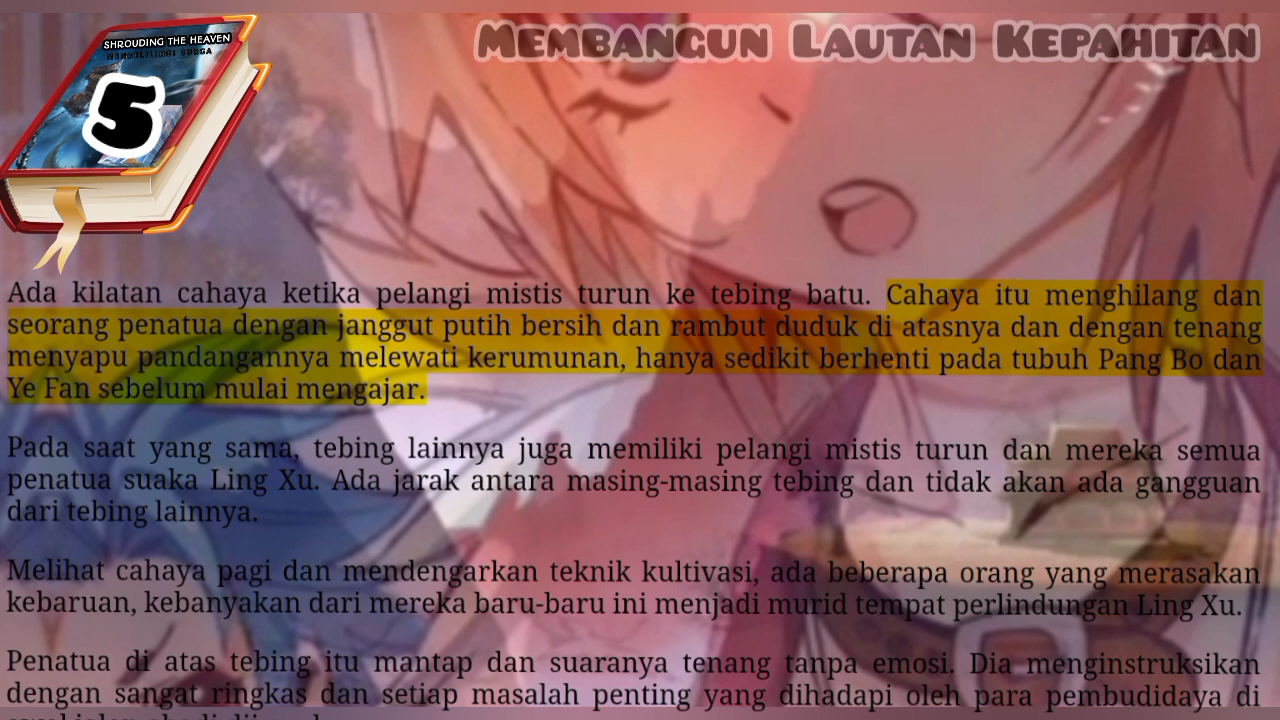 Membangun Lautan Kepahitan
SHROUDING THE HEAVEN
5
Ada kilatan cahaya ketika pelangi mistis turun ke tebing batu. Cahaya itu menghilang dan
seorang penatua dengan janggut putih bersih dan rambut duduk di atasnya dan dengan tenang
menyapu pandangannya melewati kerumunan, hanya sedikit berhenti pada tubuh Pang Bo dan
Ye Fan sebelum mulai mengajar.
Pada saat yang sama, tebing lainnya juga memiliki pelangi mistis turun dan mereka semua
penatua suaka Ling Xu. Ada jarak antara masing-masing tebing dan tidak akan ada gangguan
dari tebing lainnya.
Melihat cahaya pagi dan mendengarkan teknik kultivasi, ada beberapa orang yang merasakan
kebaruan, kebanyakan dari mereka baru-baru ini menjadi murid tempat perlindungan Ling Xu.
Penatua di atas tebing itu mantap dan suaranya tenang tanpa emosi. Dia menginstruksikan
dengan sangat ringkas dan setiap masalah penting yang dihadapi oleh para pembudidaya di